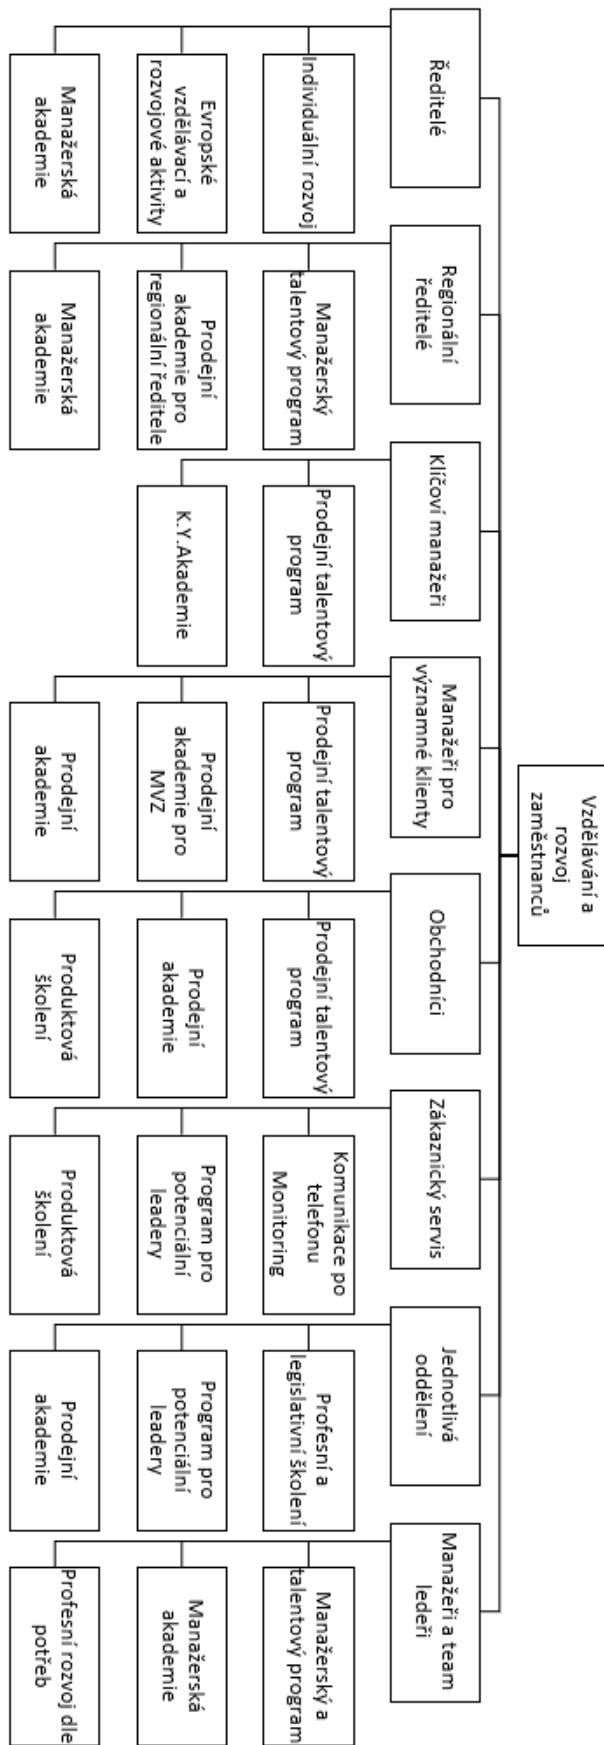 Vzdělávání a
rozvoj
zaměstnanců
Ředitelé
Individuální rozvoj
Evropské
vzdělávací a
rozvojové aktivity
Manažerská
akademie
Regionální
ředitelé
Manažerský
talentový program
Prodejní
akademie pro
regionální ředitele
Manažerská
akademie
Klíčoví manažeři
Prodejní talentový
program
K.Y.Akademie
Manažeři pro
významné klienty
Prodejní talentový
program
Prodejní
akademie pro
MVZ
Prodejní
akademie
Obchodníci
Prodejní talentový
program
Prodejní
akademie
Produktová
školení
Zákaznický servis
Komunikace po
telefonu
Monitoring
Program pro
potenciální
leadery
Produktová
školení
Jednotlivá
oddělení
Profesní a
legislativní školení
Program pro
potenciální
leadery
Prodejní
akademie
Manažeři a team
ledeři
Manažerský a
talentový program
Manažerská
akademie
Profesní rozvoj dle
potřeb